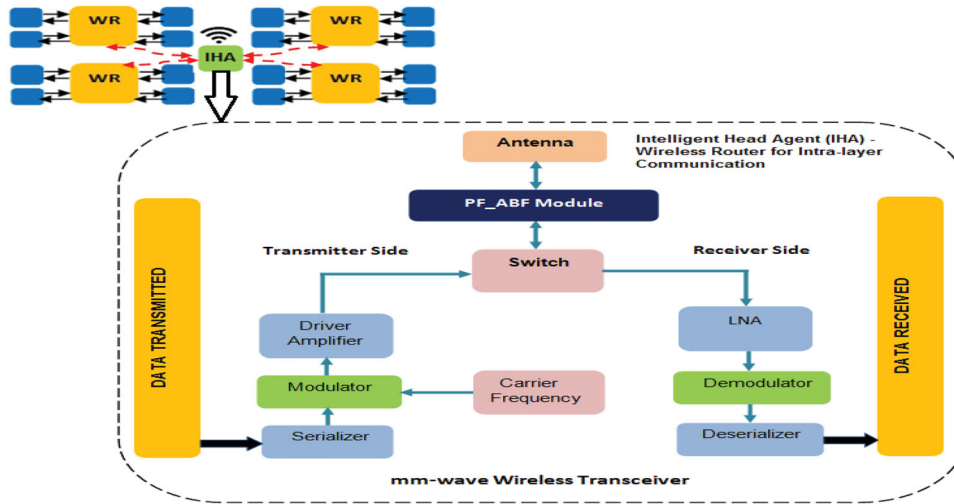 WR
WR
IHA
WR
WR
Intelligent Head Agent (IHA) -
Wireless Router for Intra-layer
Communication
Antenna
PF_ABF Module
Transmitter Side
Switch
Receiver Side
DATA TRANSMITTED
Driver
Amplifier
LNA
DATA RECEIVED
Modulator
Carrier
Frequency
Demodulator
Serializer
Deserializer
mm-wave Wireless Transceiver